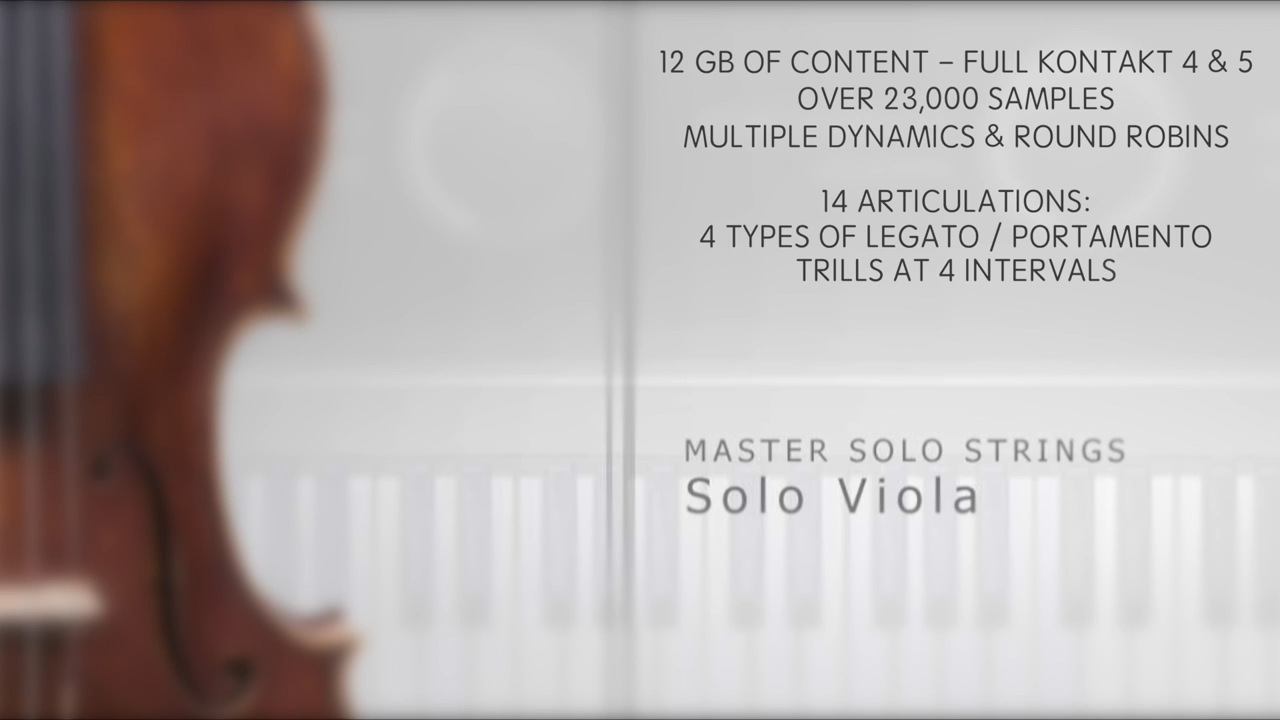 12 GB OF CONTENT – FULL KONTAKT 4 & 5
OVER 23,000 SAMPLES
MULTIPLE DYNAMICS & ROUND ROBINS
14 ARTICULATIONS:
4 TYPES OF LEGATO / PORTAMENTO
TRILLS AT 4 INTERVALS
MASTER SOLO STRINGS
Solo Viola